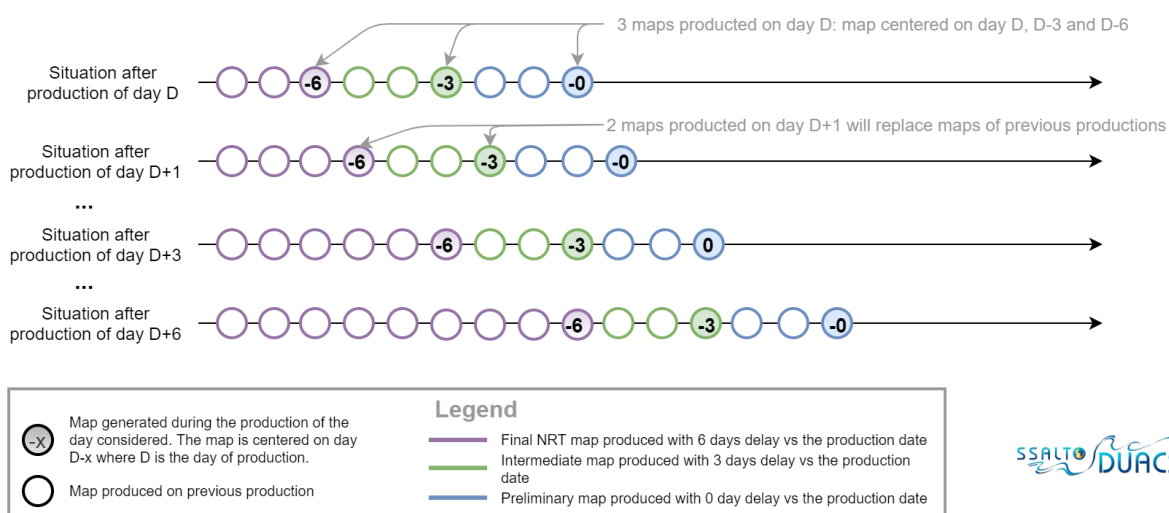 3 maps producted on day D: map centered on day D, D-3 and D-6
Situation after
production of day D
-6
-3
-0
2 maps producted on day D+1 will replace maps of previous productions
Situation after
production of day D+1
-6
-3
-0
...
Situation after
production of day D+3
-6
-3
0
...
Situation after
production of day D+6
-6
-3
-0
Legend
-x
Map generated during the production of the
day considered. The map is centered on day
D-x where D is the day of production.
Map produced on previous production
Final NRT map produced with 6 days delay vs the production date
Intermediate map produced with 3 days delay vs the production
date
Preliminary map produced with 0 day delay vs the production date
SSALTO
DUACS